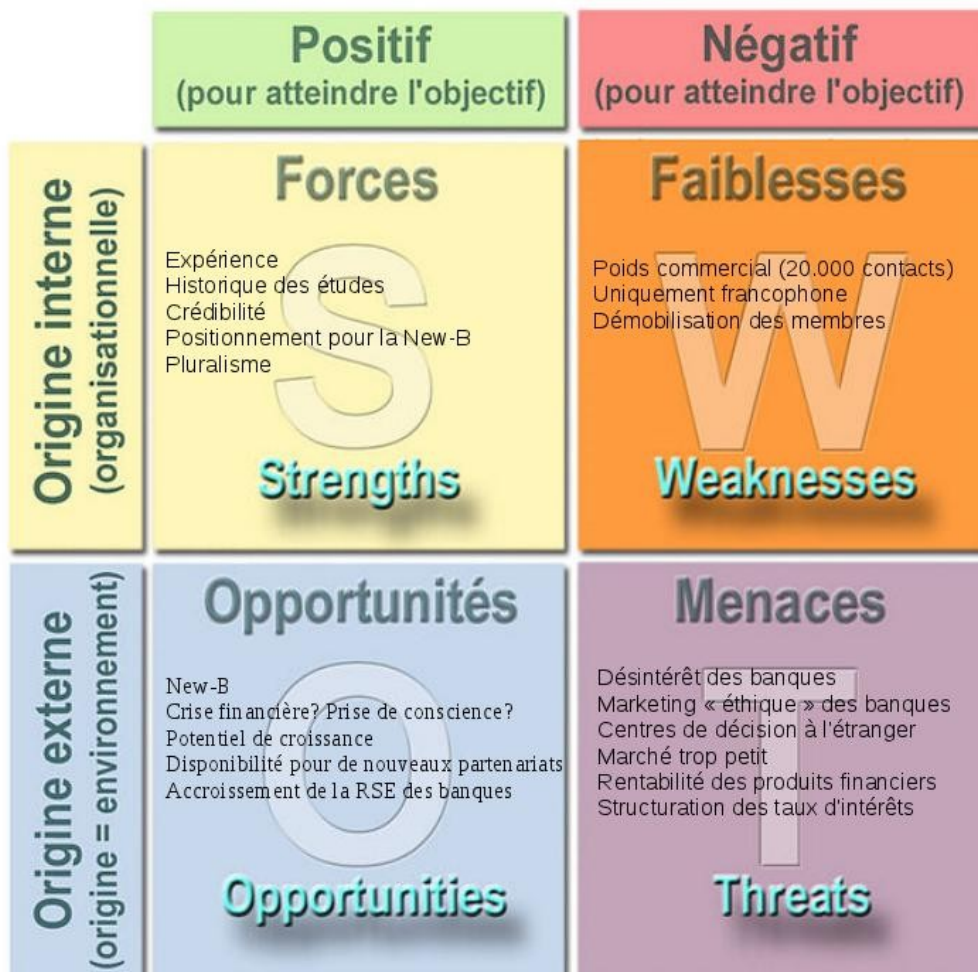 Positif
(pour atteindre l'objectif)
Négatif
(pour atteindre l'objectif)
Origine interne
(organisationnelle)
Forces
S
Expérience
Historique des études
Crédibilité
Positionnement pour la New-B
Pluralisme
Strengths
Faiblesses
W
Poids commercial (20.000 contacts)
Uniquement francophone
Démobilisation des membres
Weaknesses
Origine externe
(origine = environnement)
Opportunités
O
New-B
Crise financière? Prise de conscience?
Potentiel de croissance
Disponibilité pour de nouveaux partenariats
Accroissement de la RSE des banques
Opportunities
Menaces
T
Désintérêt des banques
Marketing « éthique » des banques
Centres de décision à l'étranger
Marché trop petit
Rentabilité des produits financiers
Structuration des taux d'intérêts
Threats